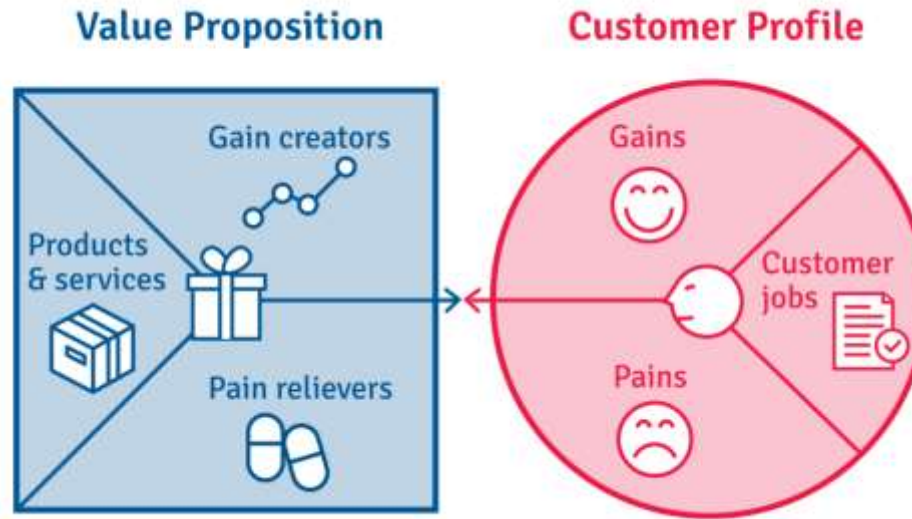 Value Proposition
Customer Profile
Gain creators
Products
& services
Pain relievers
Gains
Customer
jobs
Pains